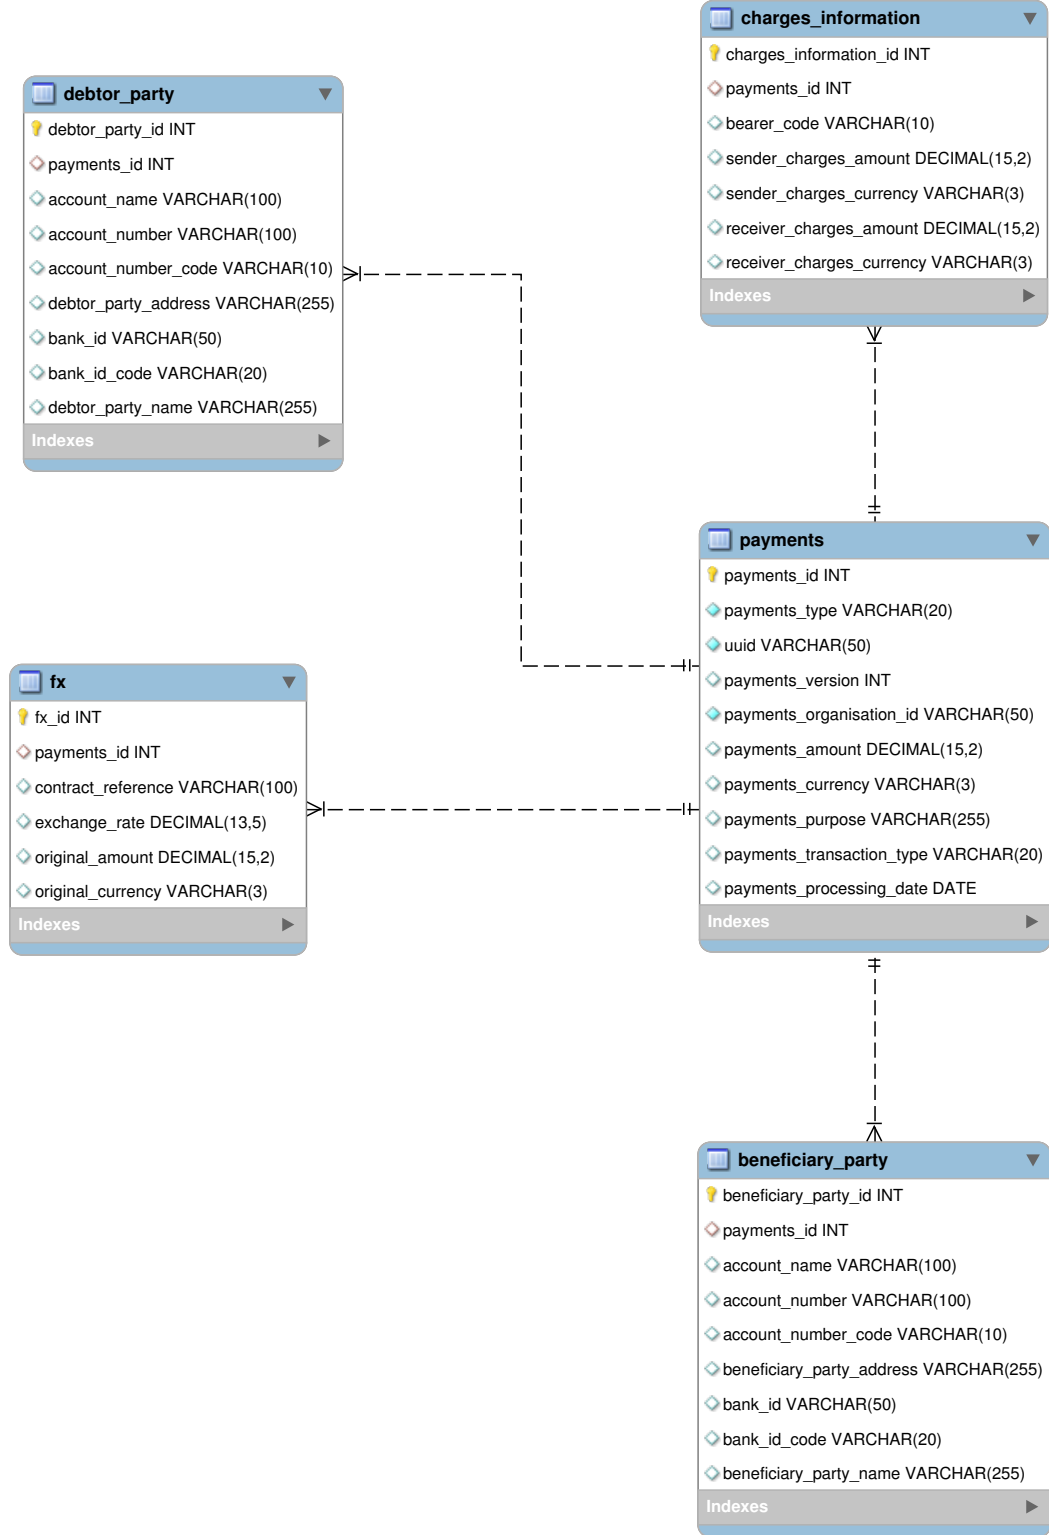 charges_information
charges_information_id INT
payments_id INT
bearer_code VARCHAR(10)
sender_charges_amount DECIMAL(15,2)
sender_charges_currency VARCHAR(3)
receiver_charges_amount DECIMAL(15,2)
receiver_charges_currency VARCHAR(3)
Indexes
debtor_party
debtor_party_id INT
payments_id INT
account_name VARCHAR(100)
account_number VARCHAR(100)
account_number_code VARCHAR(10)
debtor_party_address VARCHAR(255)
bank_id VARCHAR(50)
bank_id_code VARCHAR(20)
debtor_party_name VARCHAR(255)
Indexes
payments
payments_id INT
payments_type VARCHAR(20)
uuid VARCHAR(50)
payments_version INT
payments_organisation_id VARCHAR(50)
payments_amount DECIMAL(15,2)
payments_currency VARCHAR(3)
payments_purpose VARCHAR(255)
payments_transaction_type VARCHAR(20)
payments_processing_date DATE
Indexes
fx
fx_id INT
payments_id INT
contract_reference VARCHAR(100)
exchange_rate DECIMAL(13,5)
original_amount DECIMAL(15,2)
original_currency VARCHAR(3)
Indexes
beneficiary_party
beneficiary_party_id INT
payments_id INT
account_name VARCHAR(100)
account_number VARCHAR(100)
account_number_code VARCHAR(10)
beneficiary_party_address VARCHAR(255)
bank_id VARCHAR(50)
bank_id_code VARCHAR(20)
beneficiary_party_name VARCHAR(255)
Indexes